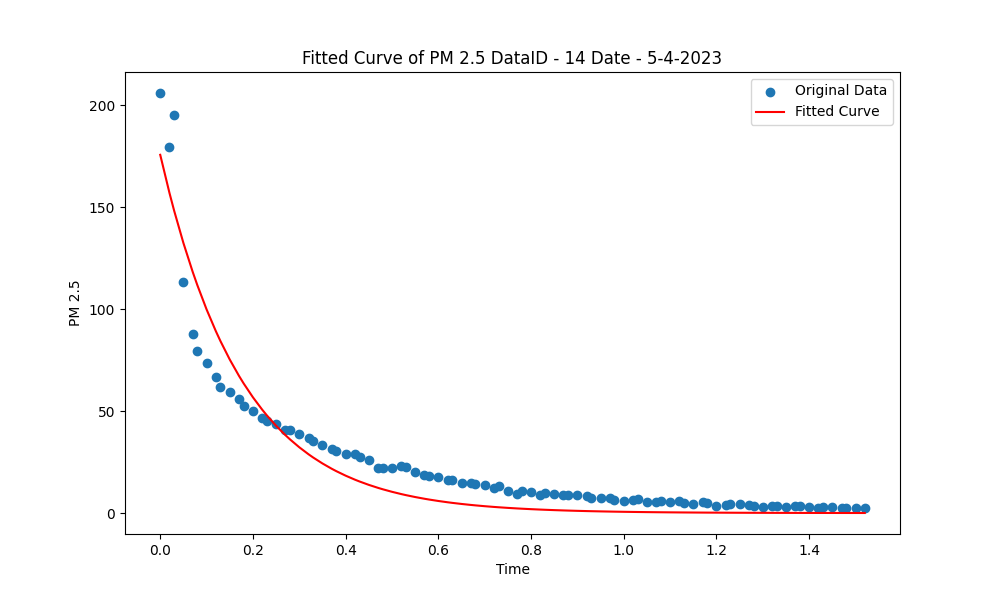 Fitted Curve of PM 2.5 DataID - 14 Date - 5-4-2023
Original Data
Fitted Curve
200
150
100
50
0
PM 2.5
0.0 0.2 0.4 0.6 0.8 1.0 1.2 1.4
Time